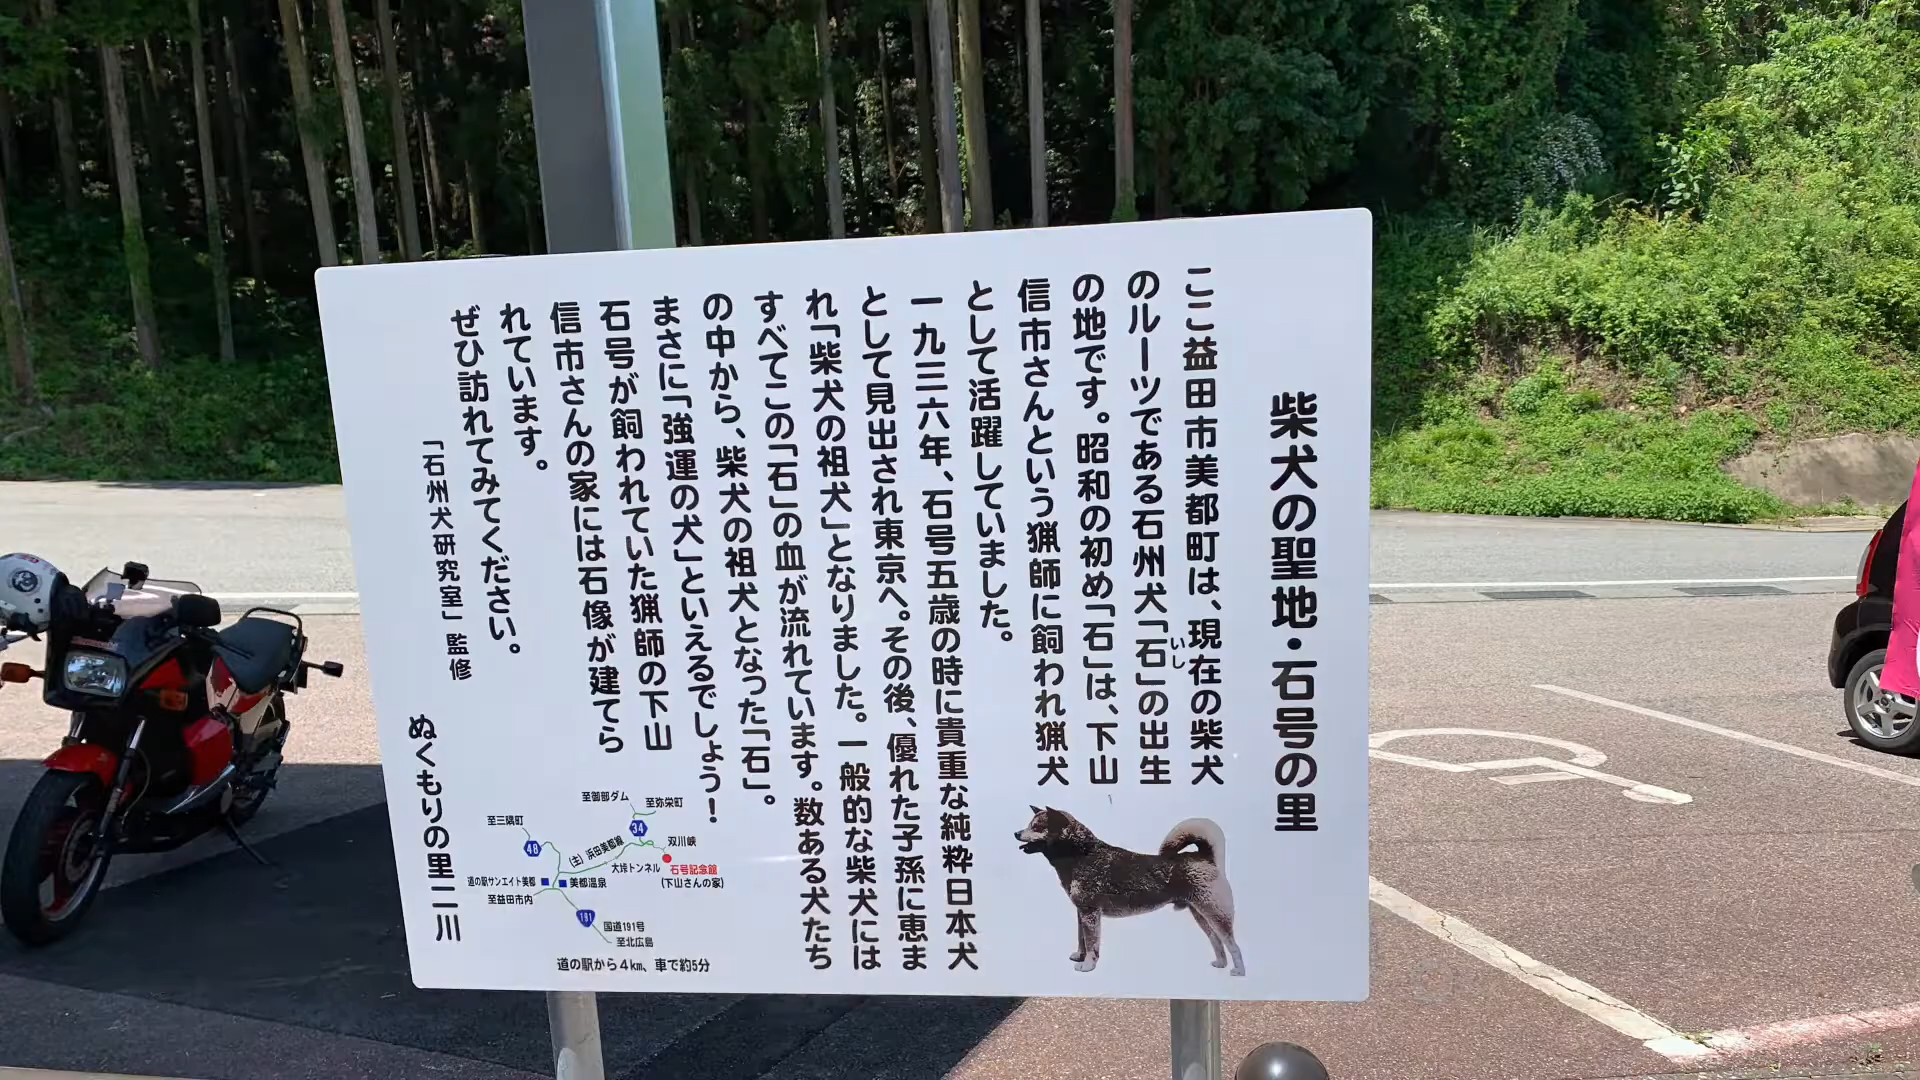 柴犬の聖地・石号の里
ここ益田市美都町は、現在の柴犬
のルーツである石州犬「石」の出生
いし
の地です。昭和の初め「石」は、下山
信市さんという猟師に飼われ猟犬
として活躍していました。
一九三六年、石号五歳の時に貴重な純粋日本犬
として見出され東京へ。その後、優れた子孫に恵ま
れ「柴犬の祖犬」となりました。一般的な柴犬には
すべてこの「石」の血が流れています。数ある犬たち
の中から、柴犬の祖犬となった「石」。
まさに「強運の犬」といえるでしょう!
石号が飼われていた猟師の下山
信市さんの家には石像が建てら
れています。
ぜひ訪れてみてください。
「石州犬研究室」監修
ぬくもりの里二川
至御部ダム
至弥栄町
至三隅町
34
48
(主)浜田美都線
双川峡
大垰トンネル
石号記念館
(下山さんの家)
道の駅サンエイト美都
美都温泉
至益田市内
191
国道191号
至北広島
道の駅から4km、車で約5分